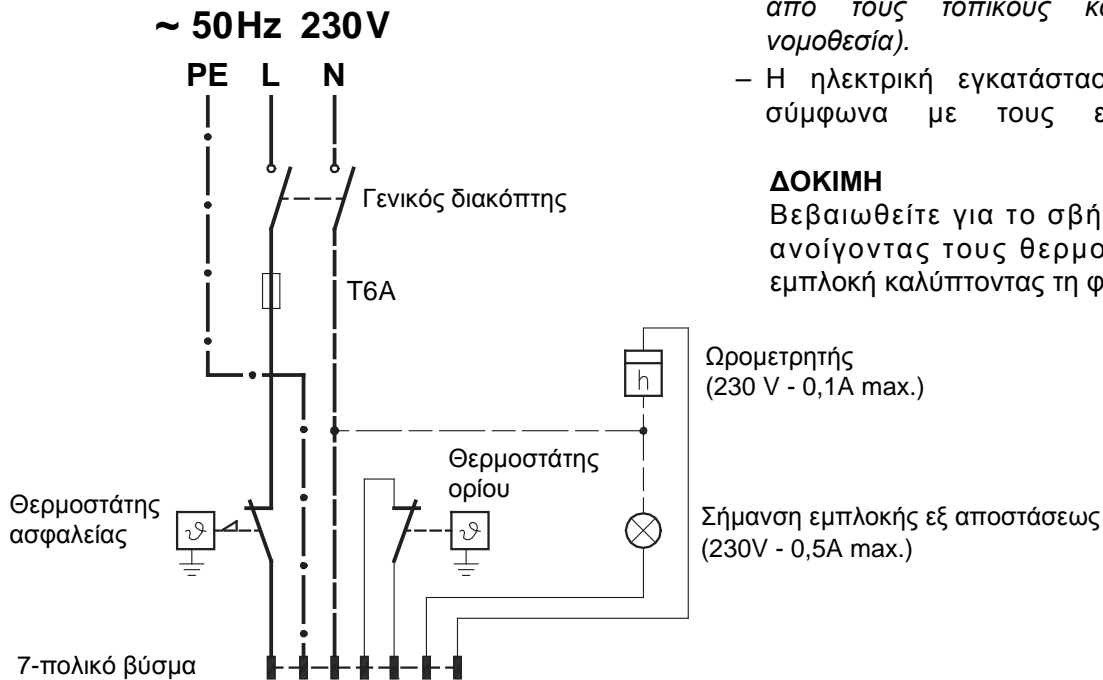 ~ 50Hz 230V
PE L N
Γενικός διακόπτης
T6A
Ωρομετρητής
(230 V - 0,1A max.)
h
Θερμοστάτης
ορίου
Θερμοστάτης
ασφαλείας
ϑ
ϑ
Σήμανση εμπλοκής εξ αποστάσεως
(230V - 0,5A max.)
7-πολικό βύσμα
από τους τοπικούς κα
νομοθεσία).
– Η ηλεκτρική εγκατάστασ
σύμφωνα με τους ε
ΔΟΚΙΜΗ
Βεβαιωθείτε για το σβή
ανοίγοντας τους θερμο
εμπλοκή καλύπτοντας τη φ